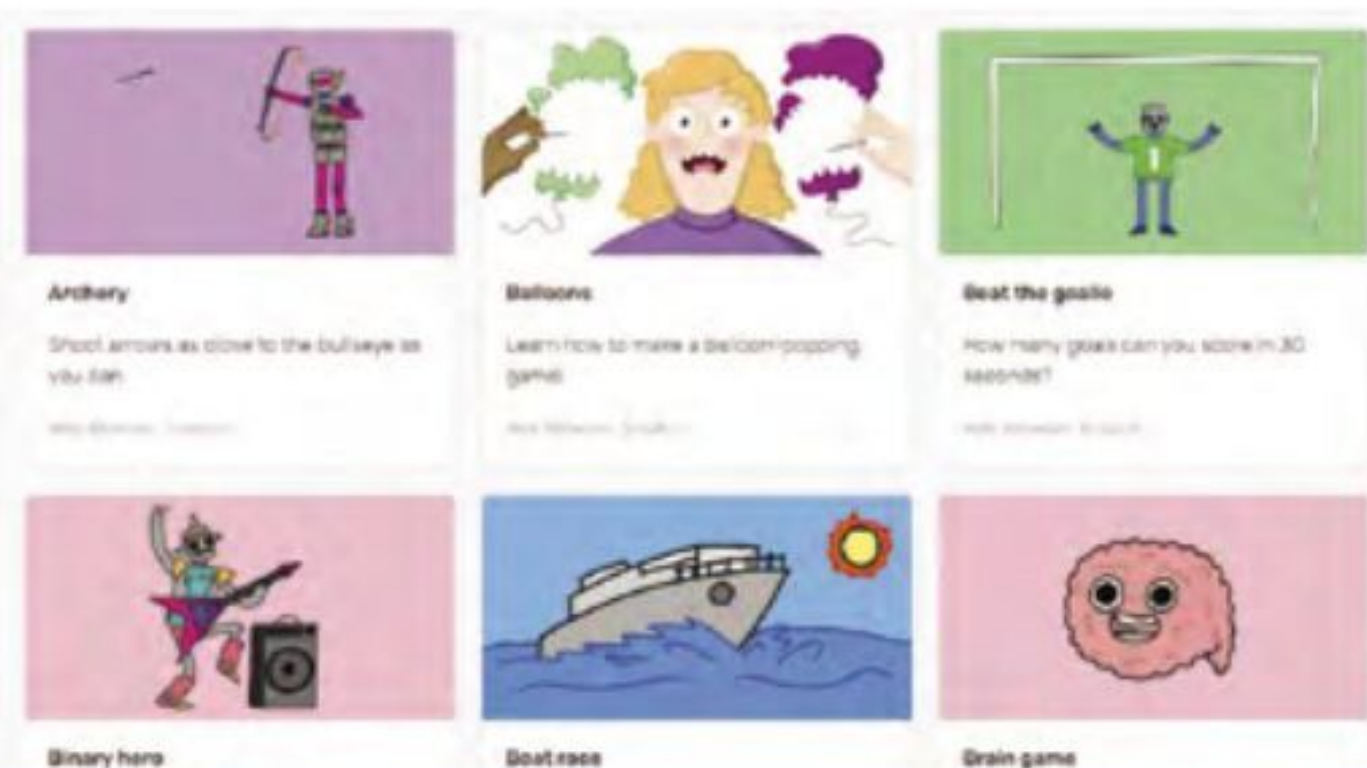 Archery
Shoot arrows as close to the bullseye as
you can
Balloons
Learn how to make a balloon-popping
game!
Beat the goalie
How many goals can you score in 30
seconds?
1
Binary hero
Boat race
Brain game